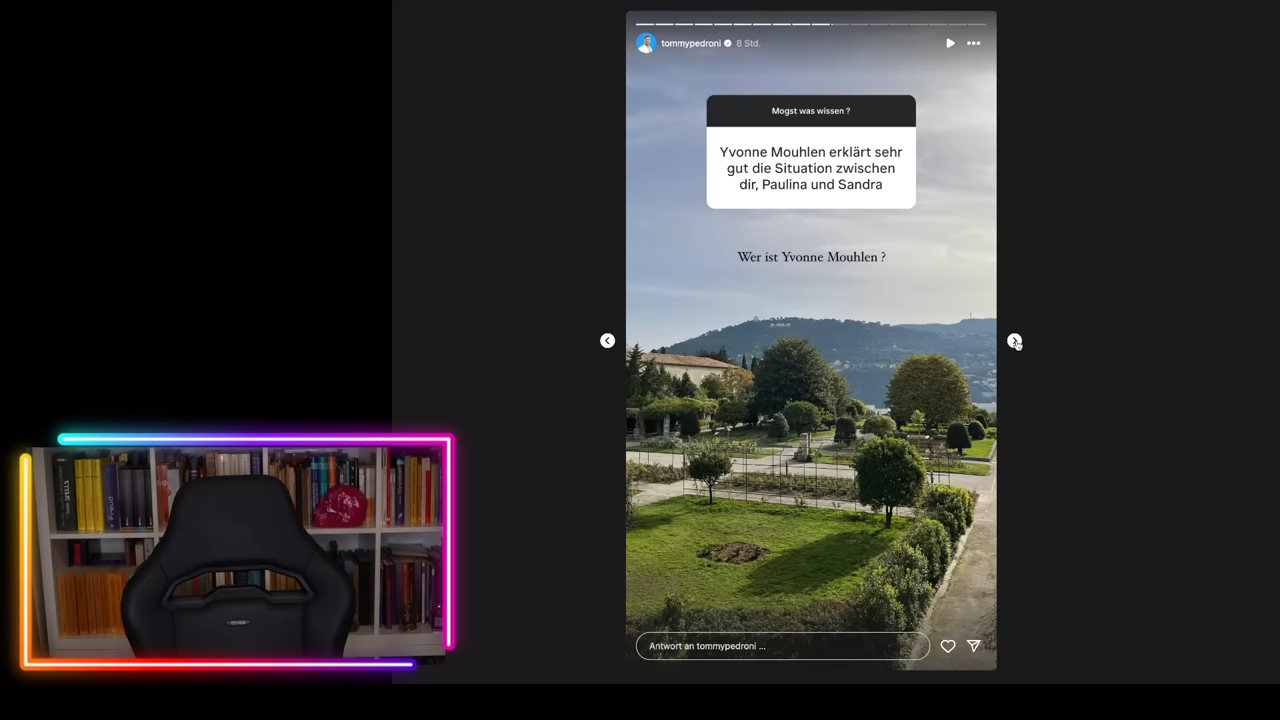 tommypedroni 8 Std.
Mogst was wissen ?
Yvonne Mouhlen erklärt sehr
gut die Situation zwischen
dir, Paulina und Sandra
Wer ist Yvonne Mouhlen ?
Antwort an tommypedroni ...